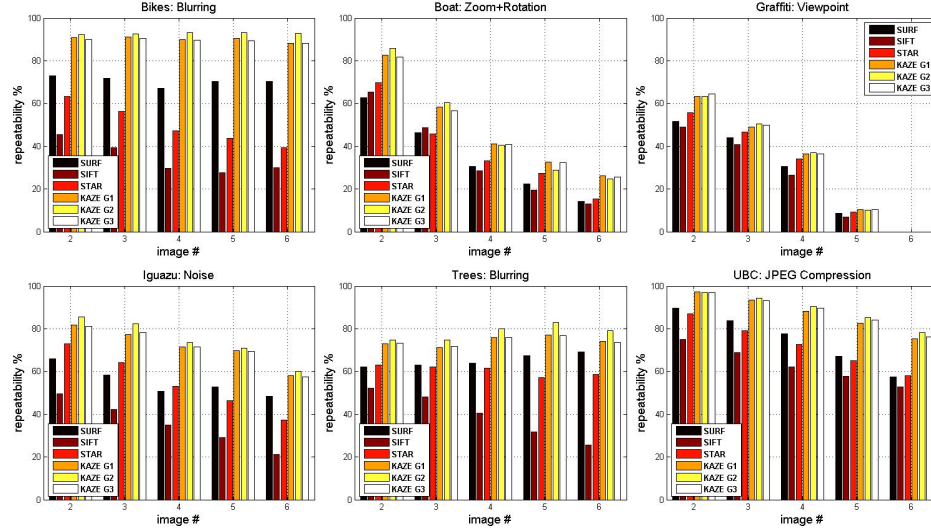 Bikes: Blurring
repeatability %
100
80
60
40
20
0
SURF
SIFT
STAR
KAZE G1
KAZE G2
KAZE G3
2 3 4 5 6
image #
Boat: Zoom+Rotation
repeatability %
100
80
60
40
20
0
SURF
SIFT
STAR
KAZE G1
KAZE G2
KAZE G3
2 3 4 5 6
image #
Graffiti: Viewpoint
repeatability %
100
80
60
40
20
0
SURF
SIFT
STAR
KAZE G1
KAZE G2
KAZE G3
2 3 4 5 6
image #
Iguazu: Noise
repeatability %
100
80
60
40
20
0
SURF
SIFT
STAR
KAZE G1
KAZE G2
KAZE G3
2 3 4 5 6
image #
Trees: Blurring
repeatability %
100
80
60
40
20
0
SURF
SIFT
STAR
KAZE G1
KAZE G2
KAZE G3
2 3 4 5 6
image #
UBC: JPEG Compression
repeatability %
100
80
60
40
20
0
SURF
SIFT
STAR
KAZE G1
KAZE G2
KAZE G3
2 3 4 5 6
image #